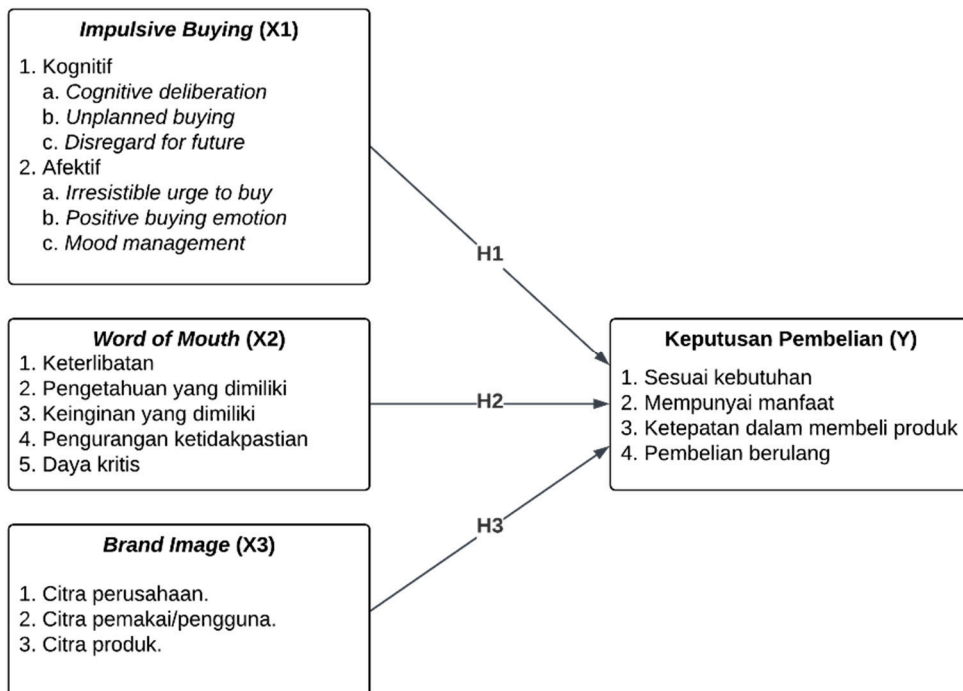 Impulsive Buying (X1)
1. Kognitif
a. Cognitive deliberation
b. Unplanned buying
c. Disregard for future
2. Afektif
a. Irresistible urge to buy
b. Positive buying emotion
c. Mood management
H1
Word of Mouth (X2)
1. Keterlibatan
2. Pengetahuan yang dimiliki
3. Keinginan yang dimiliki
4. Pengurangan ketidakpastian
5. Daya kritis
H2
Keputusan Pembelian (Y)
1. Sesuai kebutuhan
2. Mempunyai manfaat
3. Ketepatan dalam membeli produk
4. Pembelian berulang
H3
Brand Image (X3)
1. Citra perusahaan.
2. Citra pemakai/pengguna.
3. Citra produk.